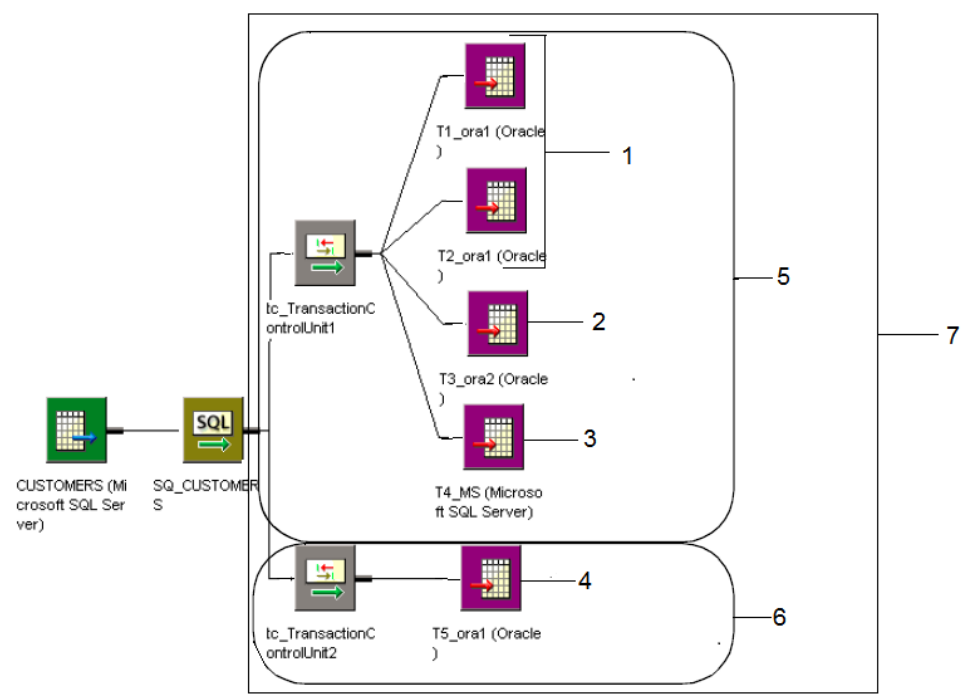 T1_ora1 (Oracle
)
1
T2_ora1 (Oracle
)
5
tc_TransactionC
ontrolUnit1
2
7
T3_ora2 (Oracle
)
SQL
3
CUSTOMERS (Mi
crosoft SQL Ser
ver)
SQ_CUSTOMER
S
T4_MS (Microso
ft SQL Server)
4
6
tc_TransactionC
ontrolUnit2
T5_ora1 (Oracle
)